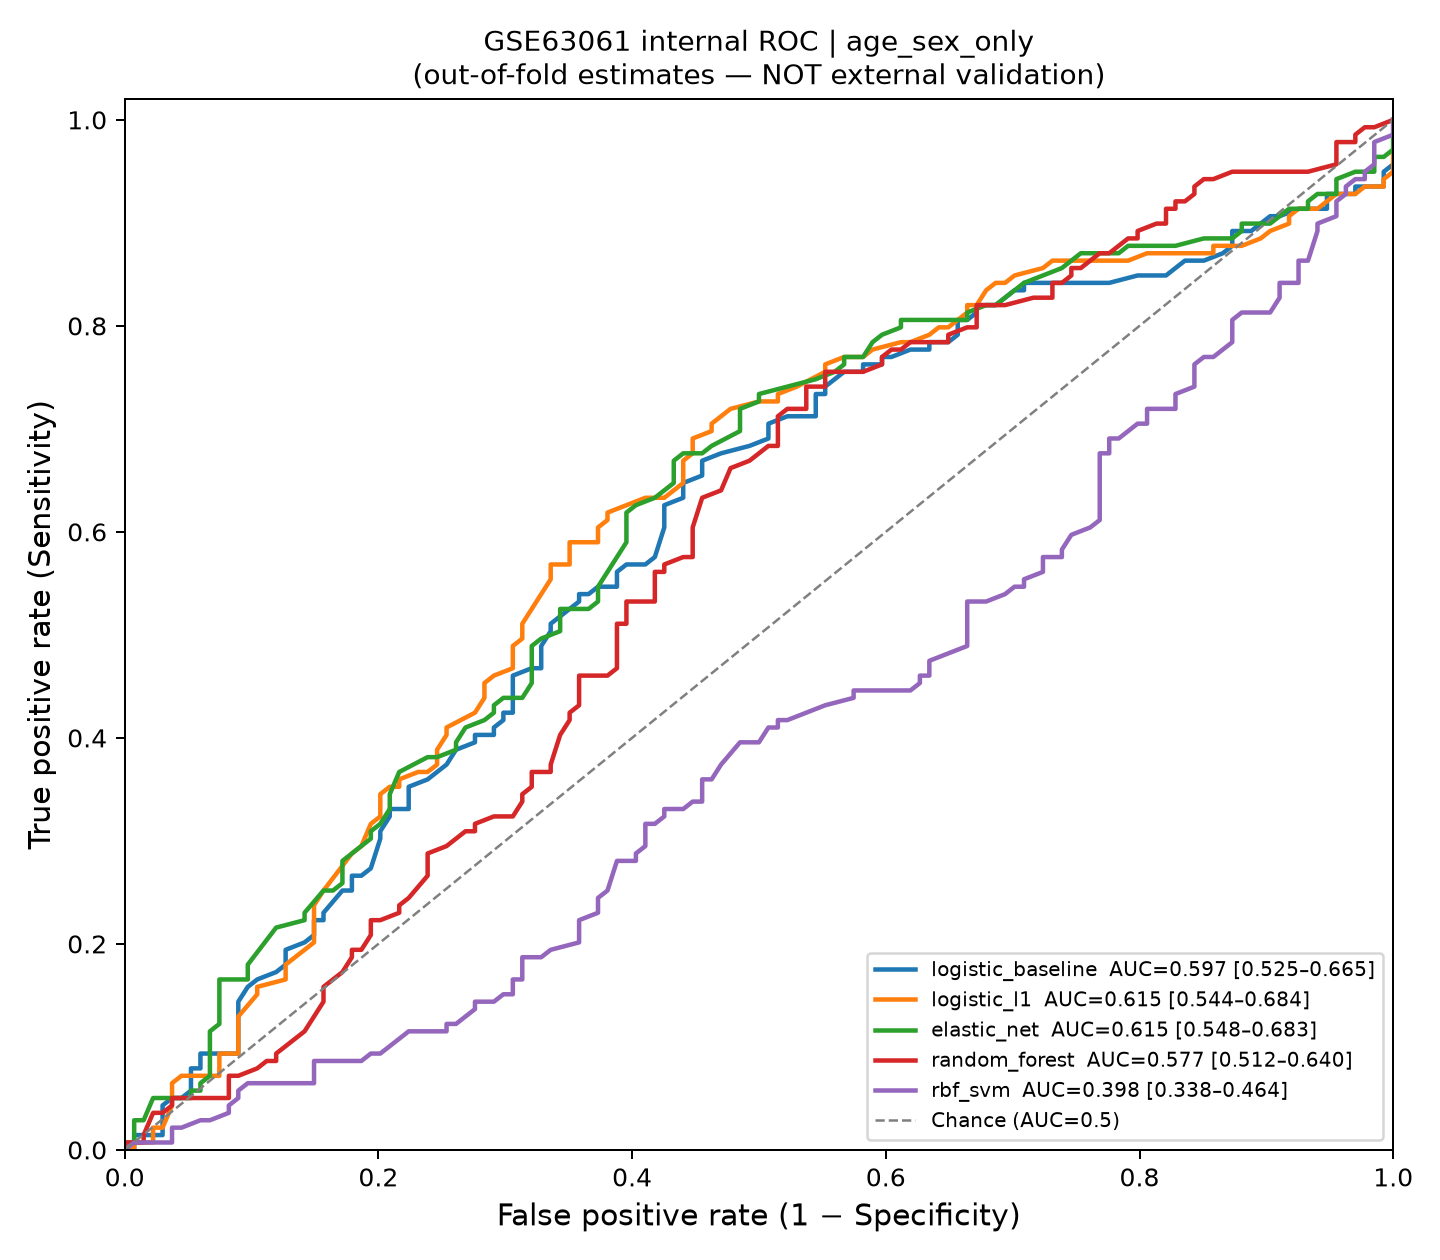 GSE63061 internal ROC | age_sex_only
(out-of-fold estimates — NOT external validation)
True positive rate (Sensitivity)
1.0
0.8
0.6
0.4
0.2
0.0
logistic_baseline AUC=0.597 [0.525–0.665]
logistic_l1 AUC=0.615 [0.544–0.684]
elastic_net AUC=0.615 [0.548–0.683]
random_forest AUC=0.577 [0.512–0.640]
rbf_svm AUC=0.398 [0.338–0.464]
Chance (AUC=0.5)
0.0 0.2 0.4 0.6 0.8 1.0
False positive rate (1 − Specificity)